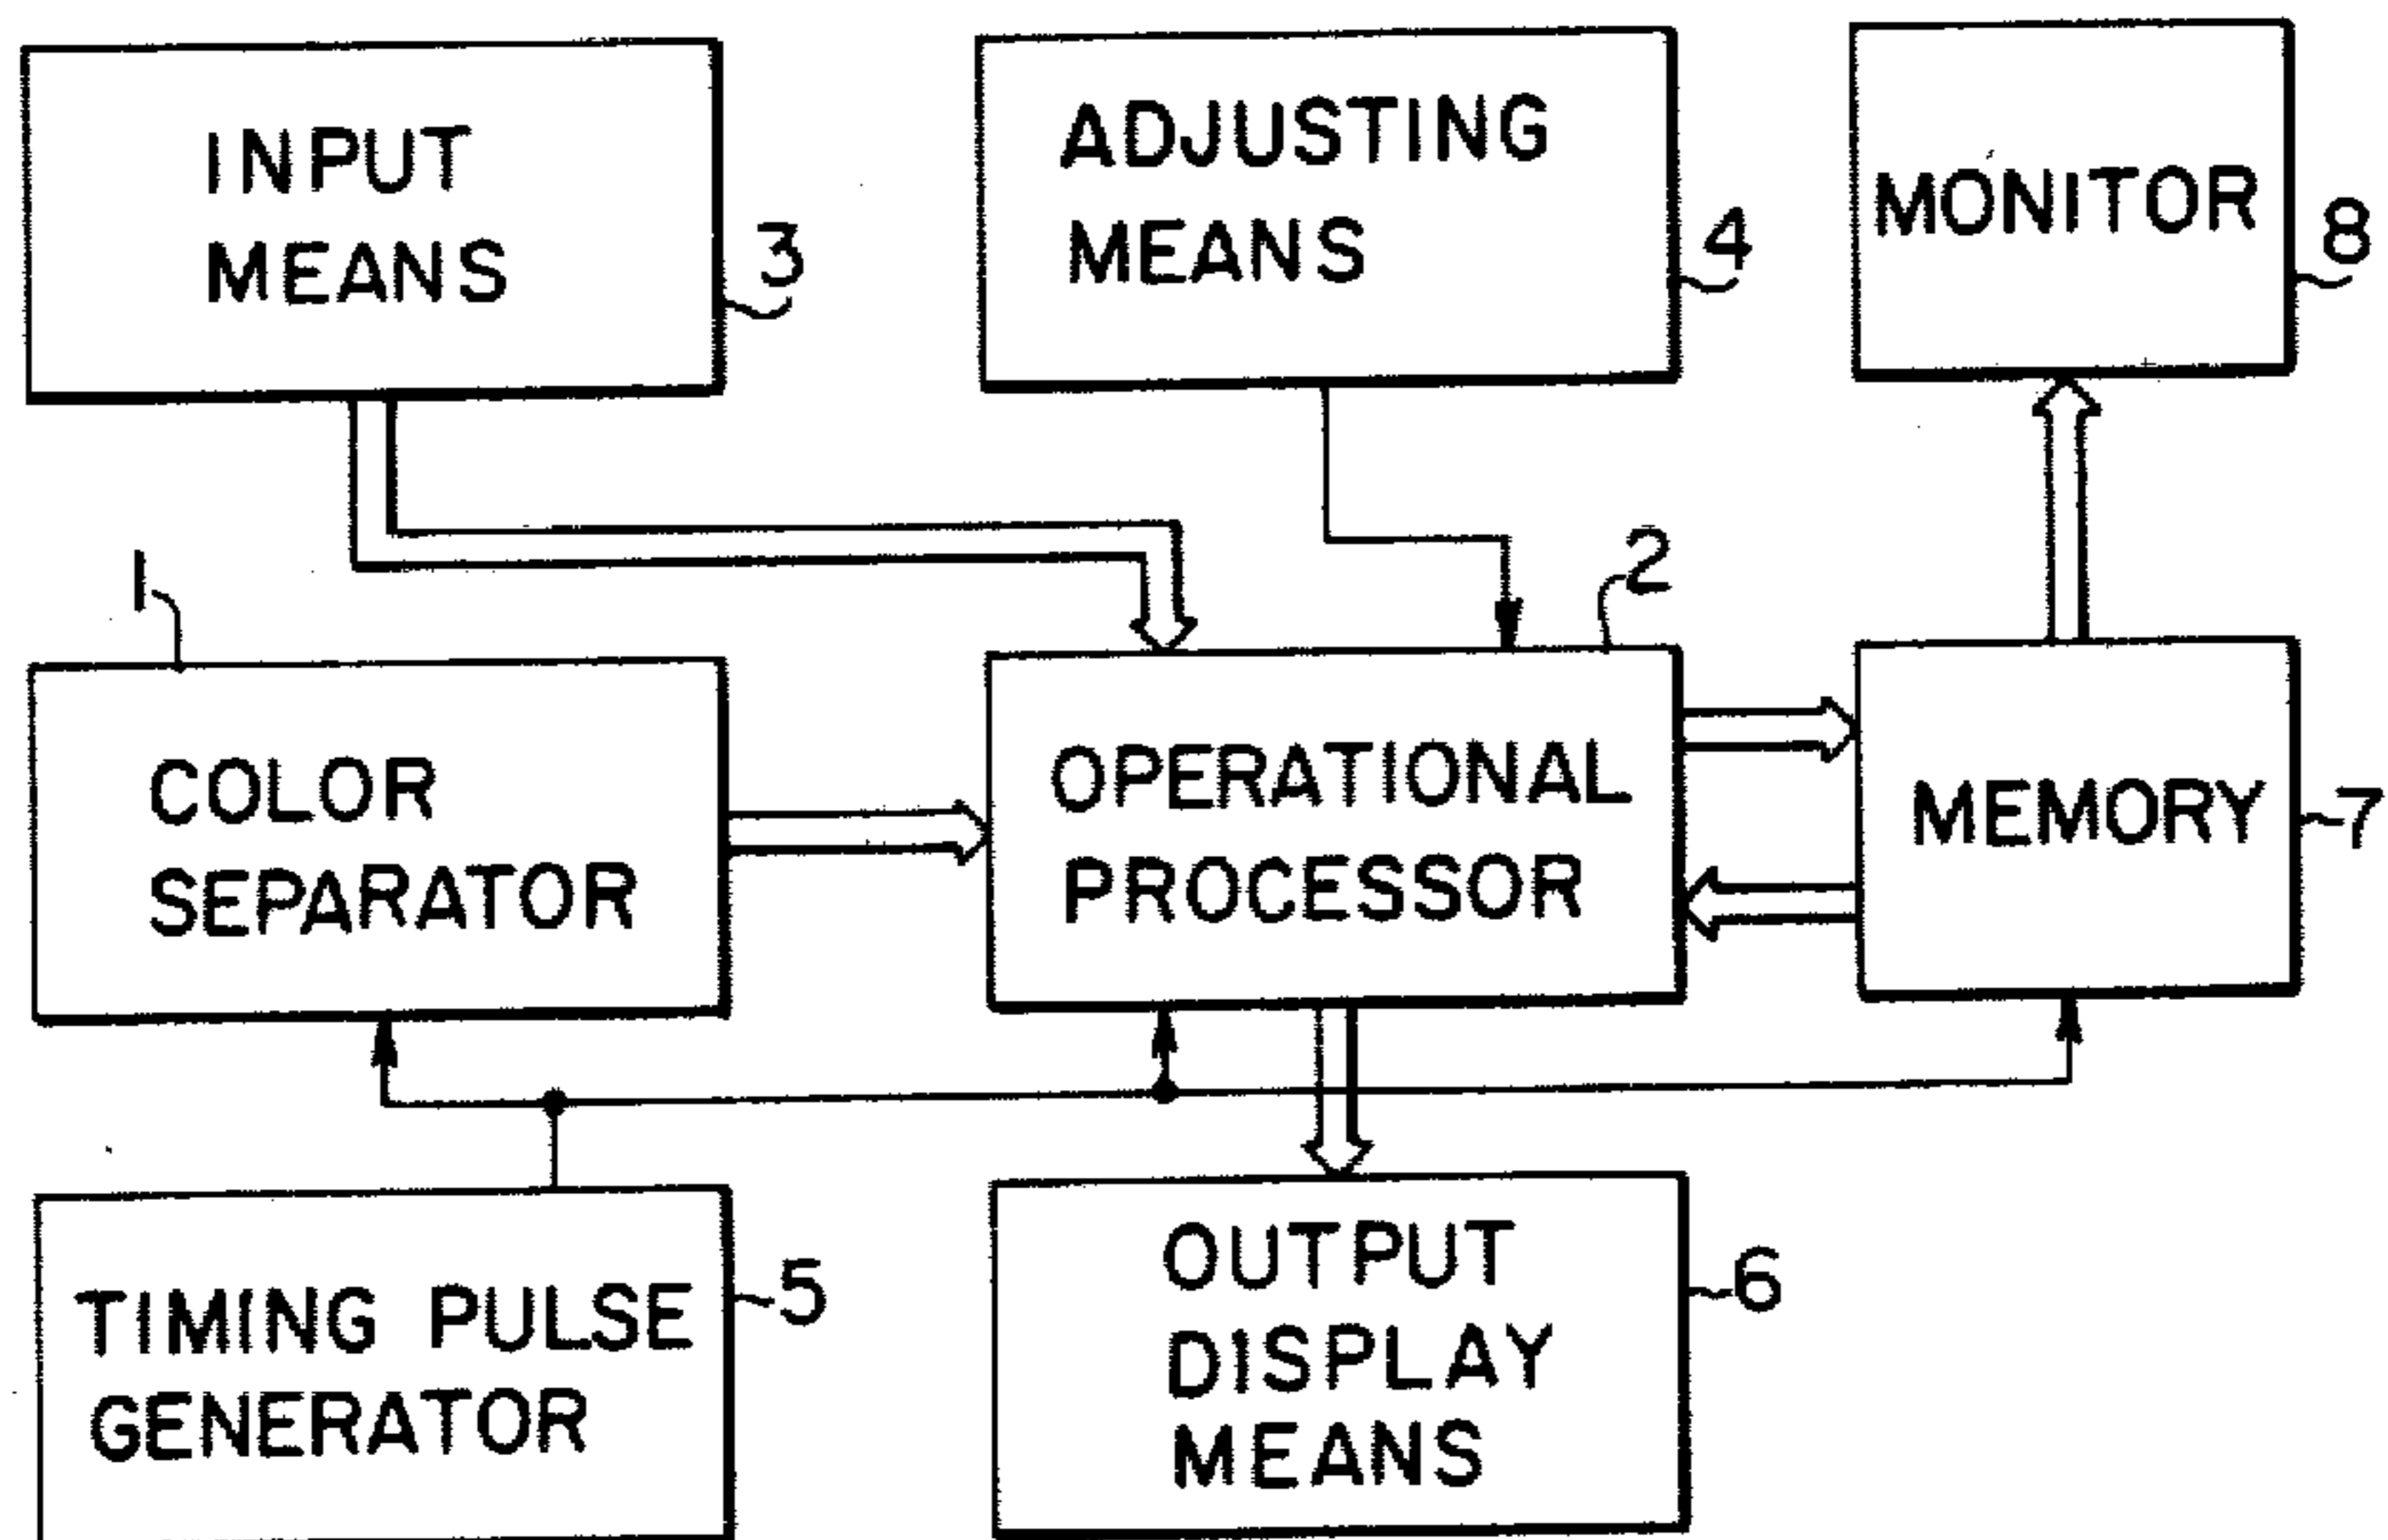 INPUT
MEANS
3
ADJUSTING
MEANS
4
MONITOR
8
1
COLOR
SEPARATOR
2
OPERATIONAL
PROCESSOR
MEMORY
7
TIMING PULSE
GENERATOR
5
OUTPUT
DISPLAY
MEANS
6